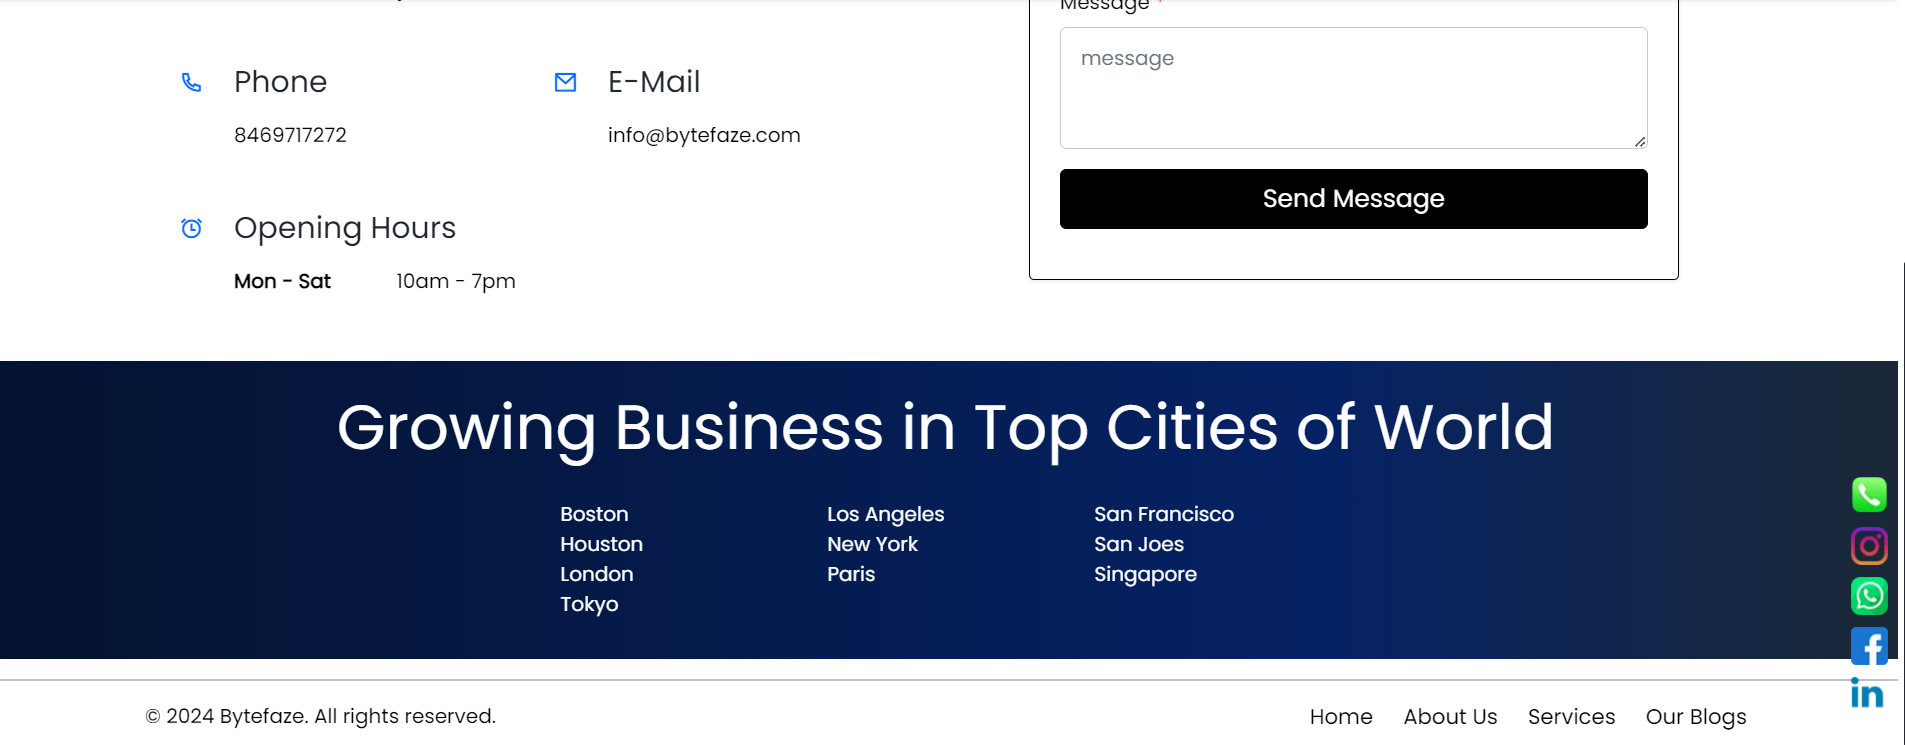 Message *
message
Send Message
Phone
8469717272
E-Mail
info@bytefaze.com
Opening Hours
Mon - Sat 10am - 7pm
Growing Business in Top Cities of World
Boston
Houston
London
Tokyo
Los Angeles
New York
Paris
San Francisco
San Joes
Singapore
in
© 2024 Bytefaze. All rights reserved.
Home About Us Services Our Blogs